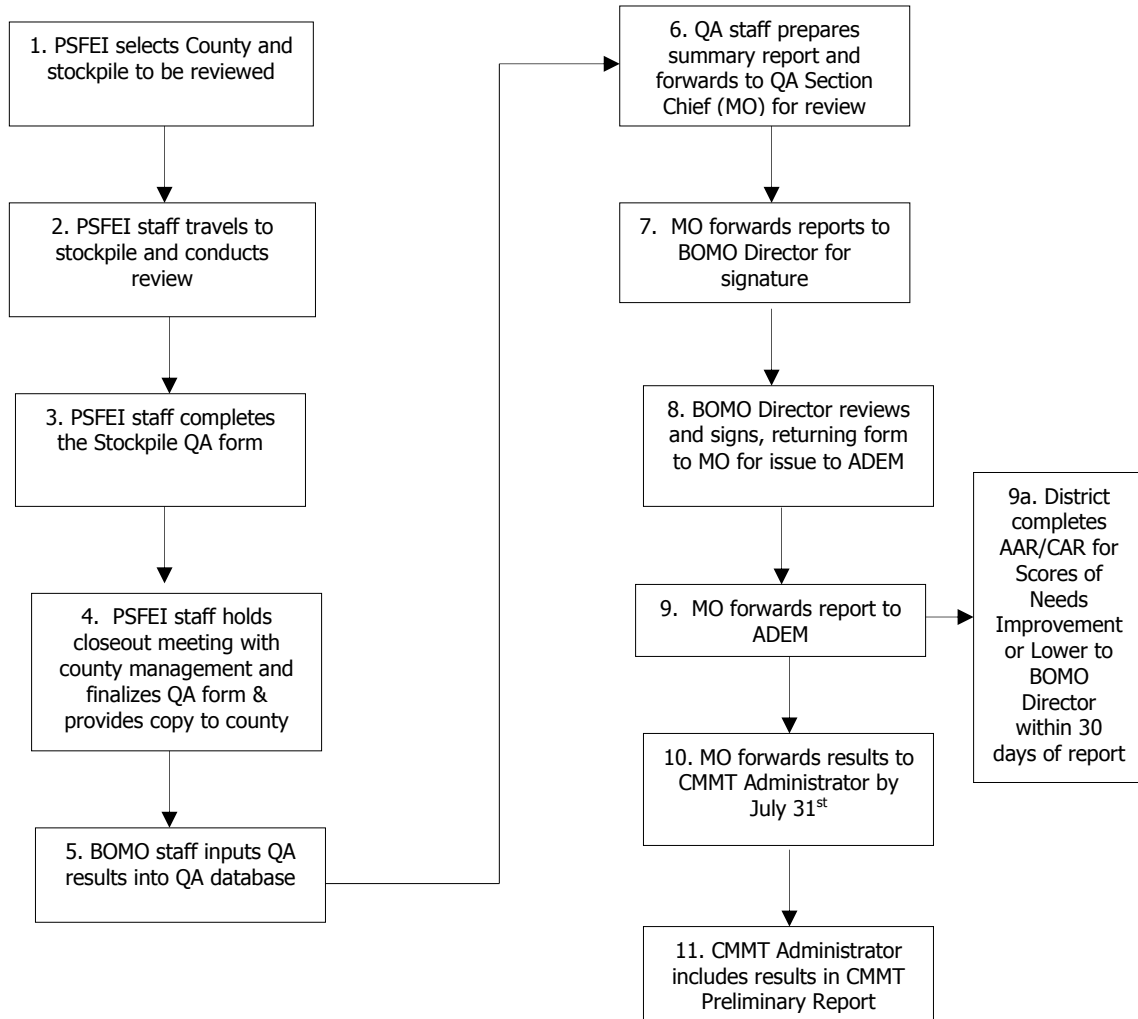 1. PSFEI selects County and
stockpile to be reviewed
2. PSFEI staff travels to
stockpile and conducts
review
3. PSFEI staff completes
the Stockpile QA form
4. PSFEI staff holds
closeout meeting with
county management and
finalizes QA form &
provides copy to county
5. BOMO staff inputs QA
results into QA database
6. QA staff prepares
summary report and
forwards to QA Section
Chief (MO) for review
7. MO forwards reports to
BOMO Director for
signature
8. BOMO Director reviews
and signs, returning form
to MO for issue to ADEM
9. MO forwards report to
ADEM
9a. District
completes
AAR/CAR for
Scores of
Needs
Improvement
or Lower to
BOMO
Director
within 30
days of report
10. MO forwards results to
CMMT Administrator by
July 31st
11. CMMT Administrator
includes results in CMMT
Preliminary Report